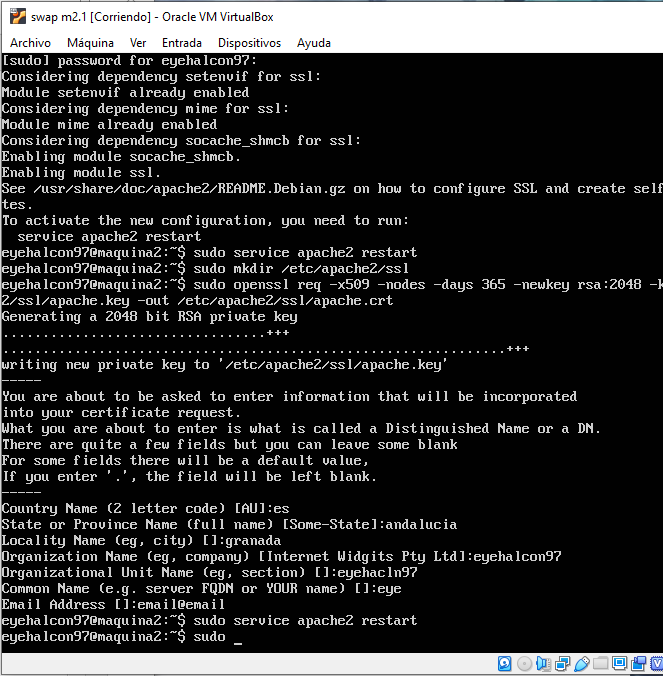 swap m2.1 [Corriendo] - Oracle VM VirtualBox
Archivo Máquina Ver Entrada Dispositivos Ayuda
[sudo] password for eyehalcon97:
Considering dependency setenvif for ssl:
Module setenvif already enabled
Considering dependency mime for ssl:
Module mime already enabled
Considering dependency socache_shmcb for ssl:
Enabling module socache_shmcb.
Enabling module ssl.
See /usr/share/doc/apache2/README.Debian.gz on how to configure SSL and create self
tes.
To activate the new configuration, you need to run:
  service apache2 restart
eyehalcon97@maquina2:~$ sudo service apache2 restart
eyehalcon97@maquina2:~$ sudo mkdir /etc/apache2/ssl
eyehalcon97@maquina2:~$ sudo openssl req -x509 -nodes -days 365 -newkey rsa:2048 -k
2/ssl/apache.key -out /etc/apache2/ssl/apache.crt
Generating a 2048 bit RSA private key
.................................+++
...............................................................+++
writing new private key to '/etc/apache2/ssl/apache.key'
-----
You are about to be asked to enter information that will be incorporated
into your certificate request.
What you are about to enter is what is called a Distinguished Name or a DN.
There are quite a few fields but you can leave some blank
For some fields there will be a default value,
If you enter '.', the field will be left blank.
-----
Country Name (2 letter code) [AU]:es
State or Province Name (full name) [Some-State]:andalucia
Locality Name (eg, city) []:granada
Organization Name (eg, company) [Internet Widgits Pty Ltd]:eyehalcon97
Organizational Unit Name (eg, section) []:eyehacln97
Common Name (e.g. server FQDN or YOUR name) []:eye
Email Address []:email@email
eyehalcon97@maquina2:~$ sudo service apache2 restart
eyehalcon97@maquina2:~$ sudo _